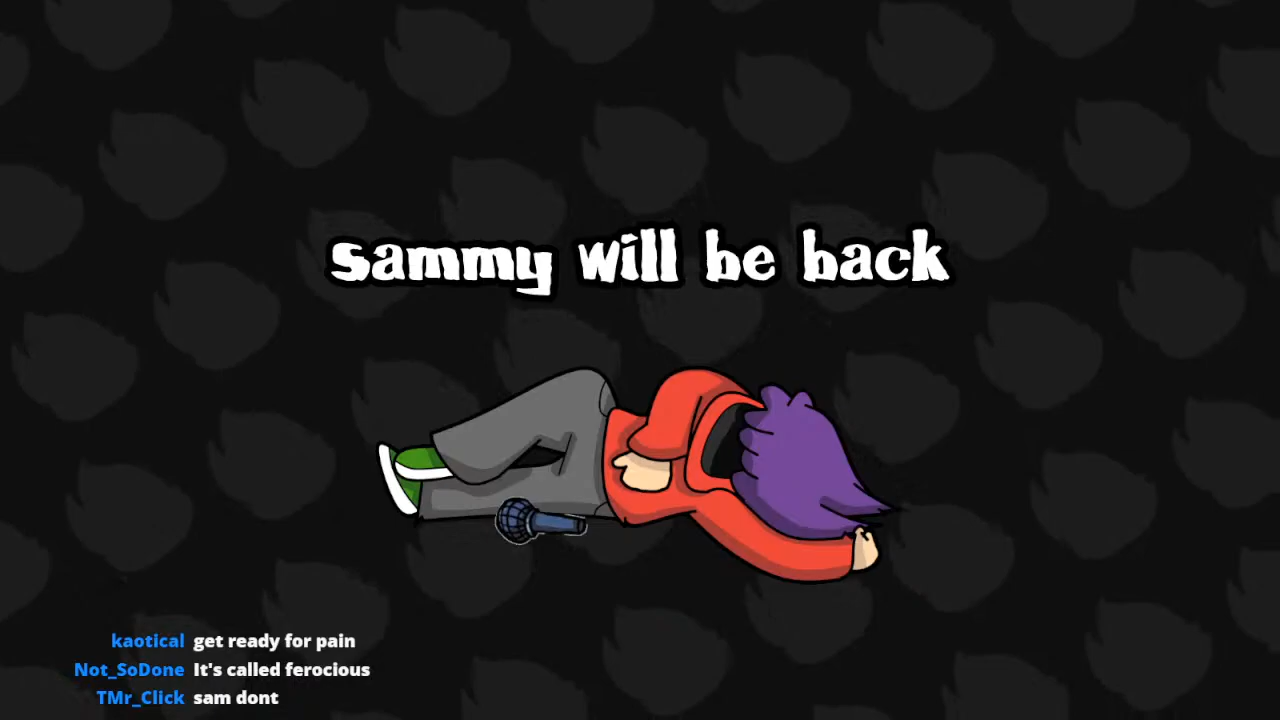 sammy will be back
kaotical get ready for pain
Not_SoDone It's called ferocious
TMr_Click sam dont